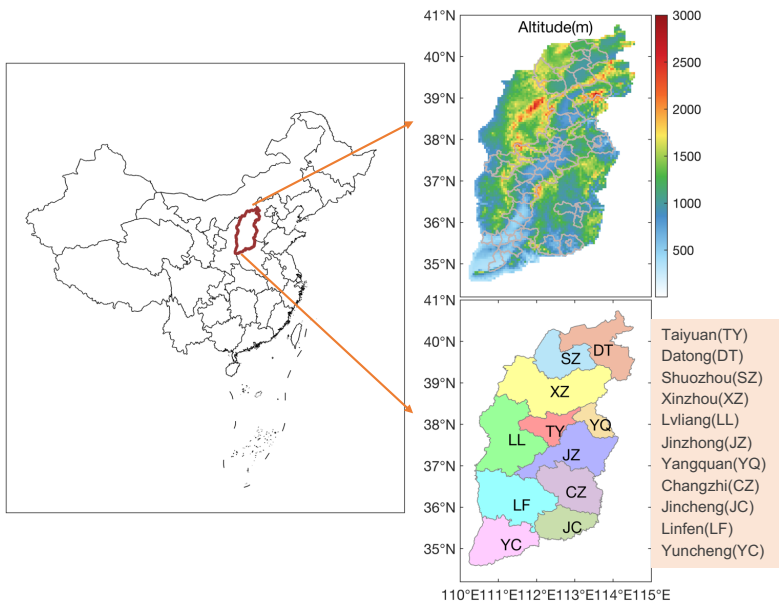 Altitude(m)
41°N
40°N
39°N
38°N
37°N
36°N
35°N
3000
2500
2000
1500
1000
500
41°N
40°N
39°N
38°N
37°N
36°N
35°N
110°E111°E112°E113°E114°E115°E
DT
SZ
XZ
YQ
TY
LL
JZ
CZ
LF
JC
YC
Taiyuan(TY)
Datong(DT)
Shuozhou(SZ)
Xinzhou(XZ)
Lvliang(LL)
Jinzhong(JZ)
Yangquan(YQ)
Changzhi(CZ)
Jincheng(JC)
Linfen(LF)
Yuncheng(YC)